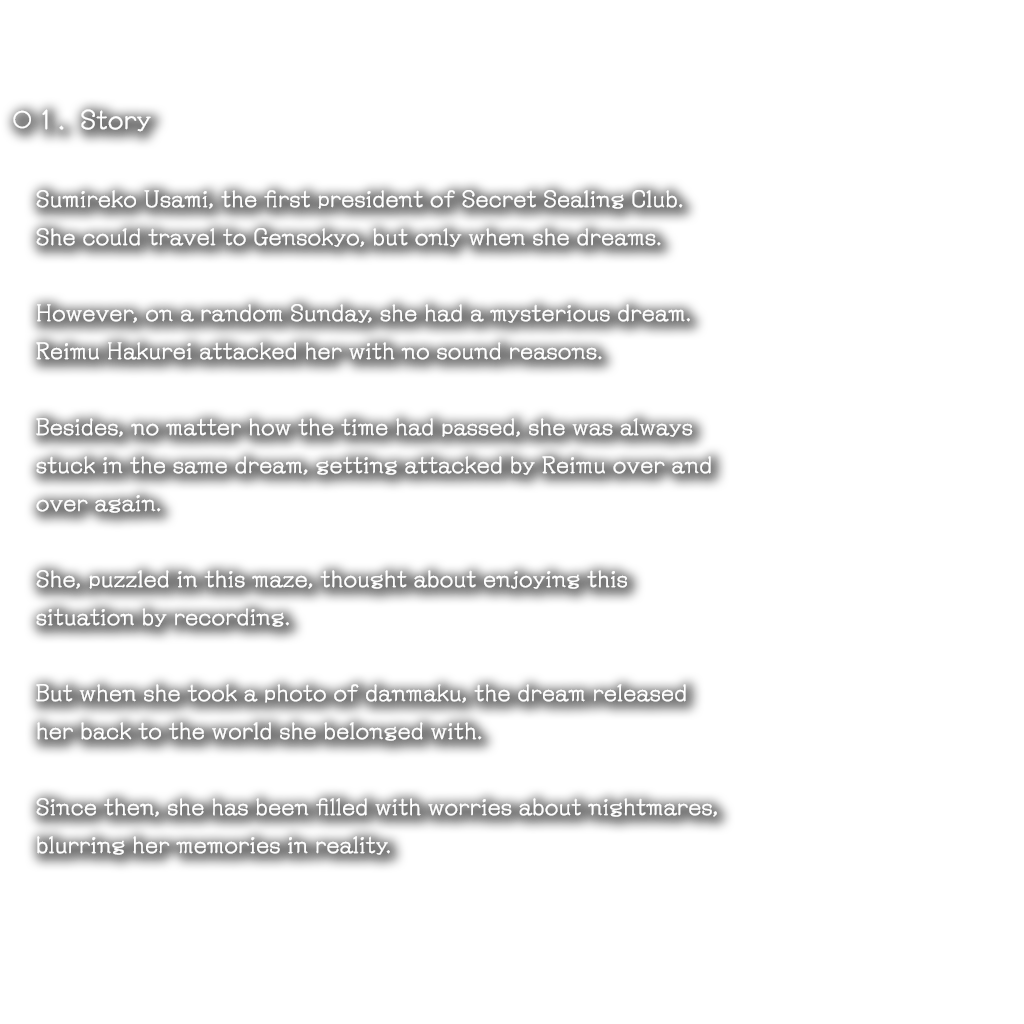 ○1. Story
Sumireko Usami, the first president of Secret Sealing Club.
She could travel to Gensokyo, but only when she dreams.
However, on a random Sunday, she had a mysterious dream.
Reimu Hakurei attacked her with no sound reasons.
Besides, no matter how the time had passed, she was always
stuck in the same dream, getting attacked by Reimu over and
over again.
She, puzzled in this maze, thought about enjoying this
situation by recording.
But when she took a photo of danmaku, the dream released
her back to the world she belonged with.
Since then, she has been filled with worries about nightmares,
blurring her memories in reality.